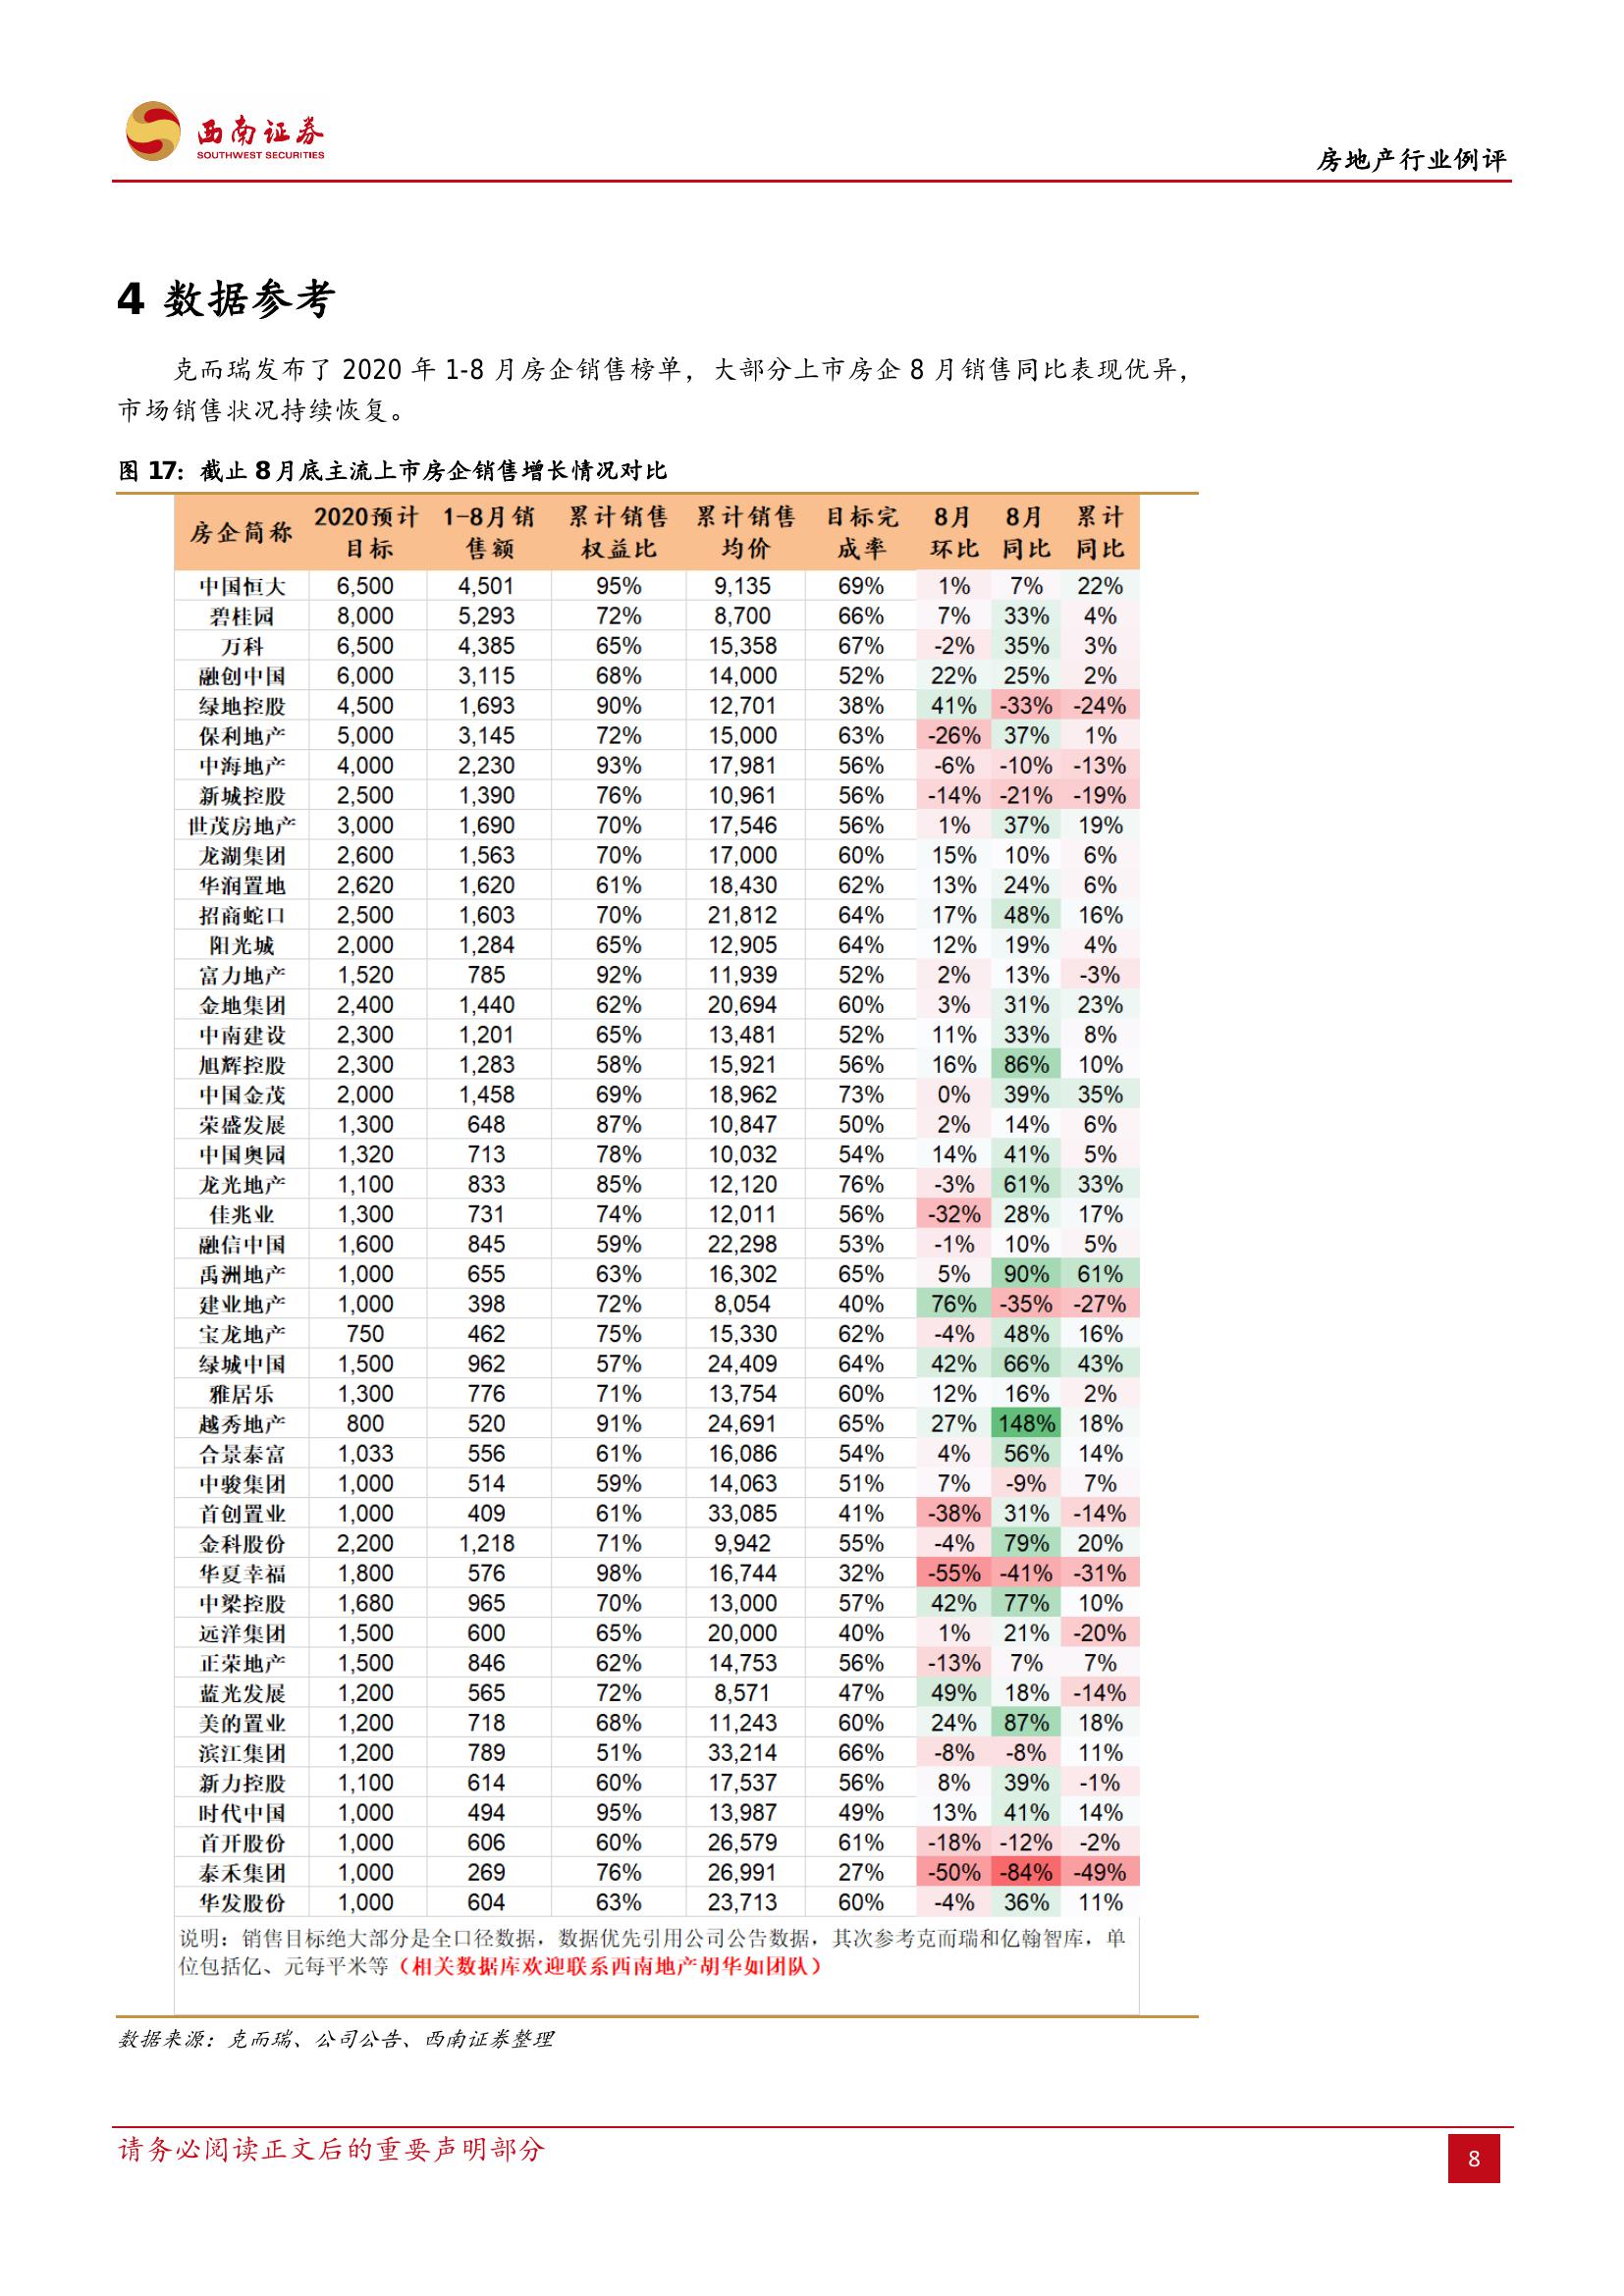 西南证券
SOUTHWEST SECURITIES
房地产行业例评
4 数据参考
克而瑞发布了 2020 年 1-8 月房企销售榜单，大部分上市房企 8 月销售同比表现优异，
市场销售状况持续恢复。
图 17：截止 8 月底主流上市房企销售增长情况对比
房企简称 2020预计目标 1-8月销售额 累计销售权益比 累计销售均价 目标完成率 8月环比 8月同比 累计同比
中国恒大 6,500 4,501 95% 9,135 69% 1% 7% 22%
碧桂园 8,000 5,293 72% 8,700 66% 7% 33% 4%
万科 6,500 4,385 65% 15,358 67% -2% 35% 3%
融创中国 6,000 3,115 68% 14,000 52% 22% 25% 2%
绿地控股 4,500 1,693 90% 12,701 38% 41% -33% -24%
保利地产 5,000 3,145 72% 15,000 63% -26% 37% 1%
中海地产 4,000 2,230 93% 17,981 56% -6% -10% -13%
新城控股 2,500 1,390 76% 10,961 56% -14% -21% -19%
世茂房地产 3,000 1,690 70% 17,546 56% 1% 37% 19%
龙湖集团 2,600 1,563 70% 17,000 60% 15% 10% 6%
华润置地 2,620 1,620 61% 18,430 62% 13% 24% 6%
招商蛇口 2,500 1,603 70% 21,812 64% 17% 48% 16%
阳光城 2,000 1,284 65% 12,905 64% 12% 19% 4%
富力地产 1,520 785 92% 11,939 52% 2% 13% -3%
金地集团 2,400 1,440 62% 20,694 60% 3% 31% 23%
中南建设 2,300 1,201 65% 13,481 52% 11% 33% 8%
旭辉控股 2,300 1,283 58% 15,921 56% 16% 86% 10%
中国金茂 2,000 1,458 69% 18,962 73% 0% 39% 35%
荣盛发展 1,300 648 87% 10,847 50% 2% 14% 6%
中国奥园 1,320 713 78% 10,032 54% 14% 41% 5%
龙光地产 1,100 833 85% 12,120 76% -3% 61% 33%
佳兆业 1,300 731 74% 12,011 56% -32% 28% 17%
融信中国 1,600 845 59% 22,298 53% -1% 10% 5%
禹洲地产 1,000 655 63% 16,302 65% 5% 90% 61%
建业地产 1,000 398 72% 8,054 40% 76% -35% -27%
宝龙地产 750 462 75% 15,330 62% -4% 48% 16%
绿城中国 1,500 962 57% 24,409 64% 42% 66% 43%
雅居乐 1,300 776 71% 13,754 60% 12% 16% 2%
越秀地产 800 520 91% 24,691 65% 27% 148% 18%
合景泰富 1,033 556 61% 16,086 54% 4% 56% 14%
中骏集团 1,000 514 59% 14,063 51% 7% -9% 7%
首创置业 1,000 409 61% 33,085 41% -38% 31% -14%
金科股份 2,200 1,218 71% 9,942 55% -4% 79% 20%
华夏幸福 1,800 576 98% 16,744 32% -55% -41% -31%
中梁控股 1,680 965 70% 13,000 57% 42% 77% 10%
远洋集团 1,500 600 65% 20,000 40% 1% 21% -20%
正荣地产 1,500 846 62% 14,753 56% -13% 7% 7%
蓝光发展 1,200 565 72% 8,571 47% 49% 18% -14%
美的置业 1,200 718 68% 11,243 60% 24% 87% 18%
滨江集团 1,200 789 51% 33,214 66% -8% -8% 11%
新力控股 1,100 614 60% 17,537 56% 8% 39% -1%
时代中国 1,000 494 95% 13,987 49% 13% 41% 14%
首开股份 1,000 606 60% 26,579 61% -18% -12% -2%
泰禾集团 1,000 269 76% 26,991 27% -50% -84% -49%
华发股份 1,000 604 63% 23,713 60% -4% 36% 11%
说明：销售目标绝大部分是全口径数据，数据优先引用公司公告数据，其次参考克而瑞和亿翰智库，单
位包括亿、元每平米等（相关数据库欢迎联系西南地产胡华如团队）
数据来源：克而瑞、公司公告、西南证券整理
请务必阅读正文后的重要声明部分
8